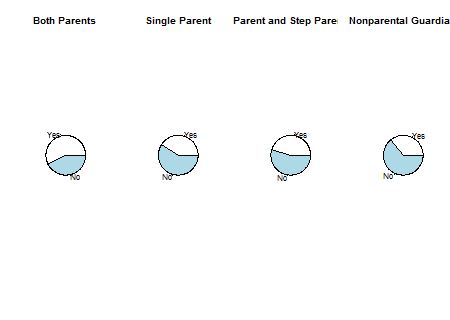 Both Parents
Single Parent
Parent and Step Pare
Nonparental Guardia
Yes
Yes
Yes
Yes
No
No
No
No